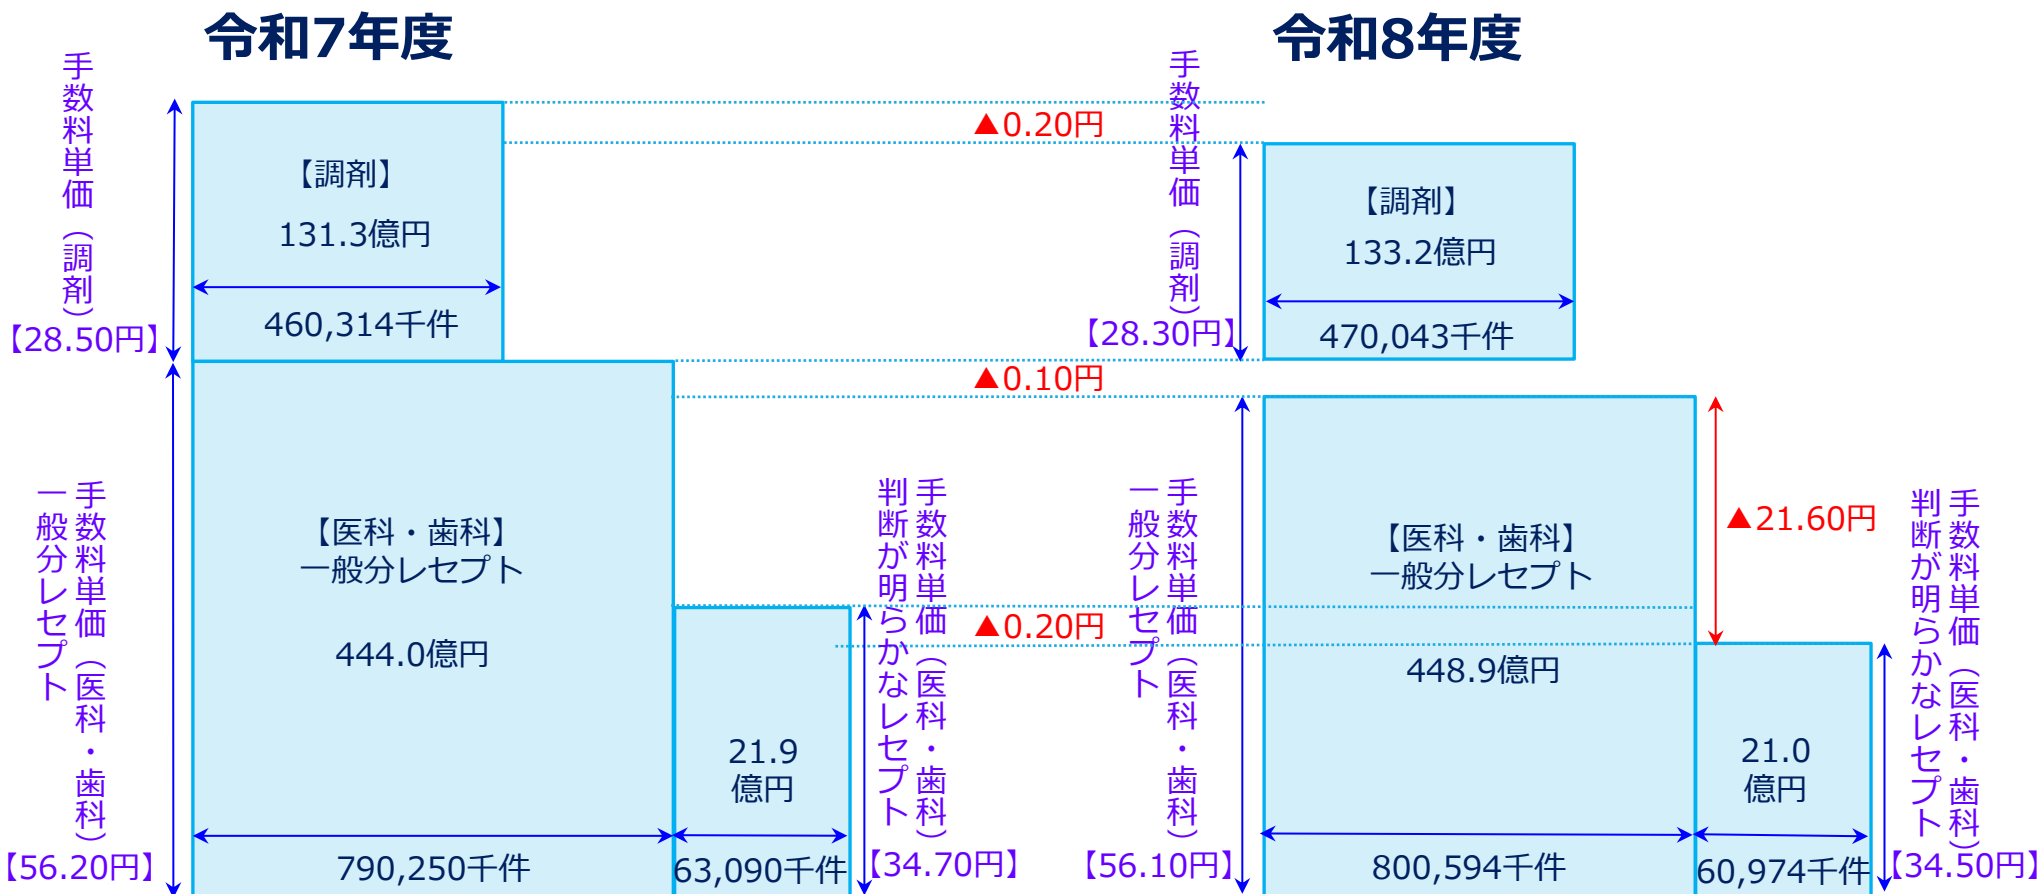 令和7年度
手数料単価（調剤）
【28.50円】
【調剤】
131.3億円
460,314千件
手数料単価（医科・歯科）
一般分レセプト
【56.20円】
【医科・歯科】
一般分レセプト
444.0億円
790,250千件
21.9
億円
63,090千件
手数料単価（医科・歯科）
判断が明らかなレセプト
【34.70円】
▲0.20円
▲0.10円
▲0.20円
令和8年度
手数料単価（調剤）
【28.30円】
【調剤】
133.2億円
470,043千件
手数料単価（医科・歯科）
一般分レセプト
【56.10円】
【医科・歯科】
一般分レセプト
448.9億円
800,594千件
▲21.60円
21.0
億円
60,974千件
手数料単価（医科・歯科）
判断が明らかなレセプト
【34.50円】